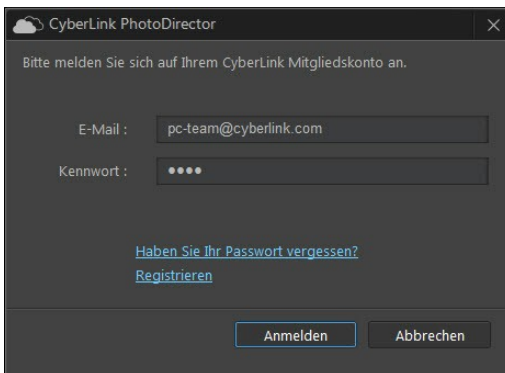 CyberLink PhotoDirector
Bitte melden Sie sich auf Ihrem CyberLink Mitgliedskonto an.
E-Mail : pc-team@cyberlink.com
Kennwort : ●●●●
Haben Sie Ihr Passwort vergessen?
Registrieren
Anmelden Abbrechen